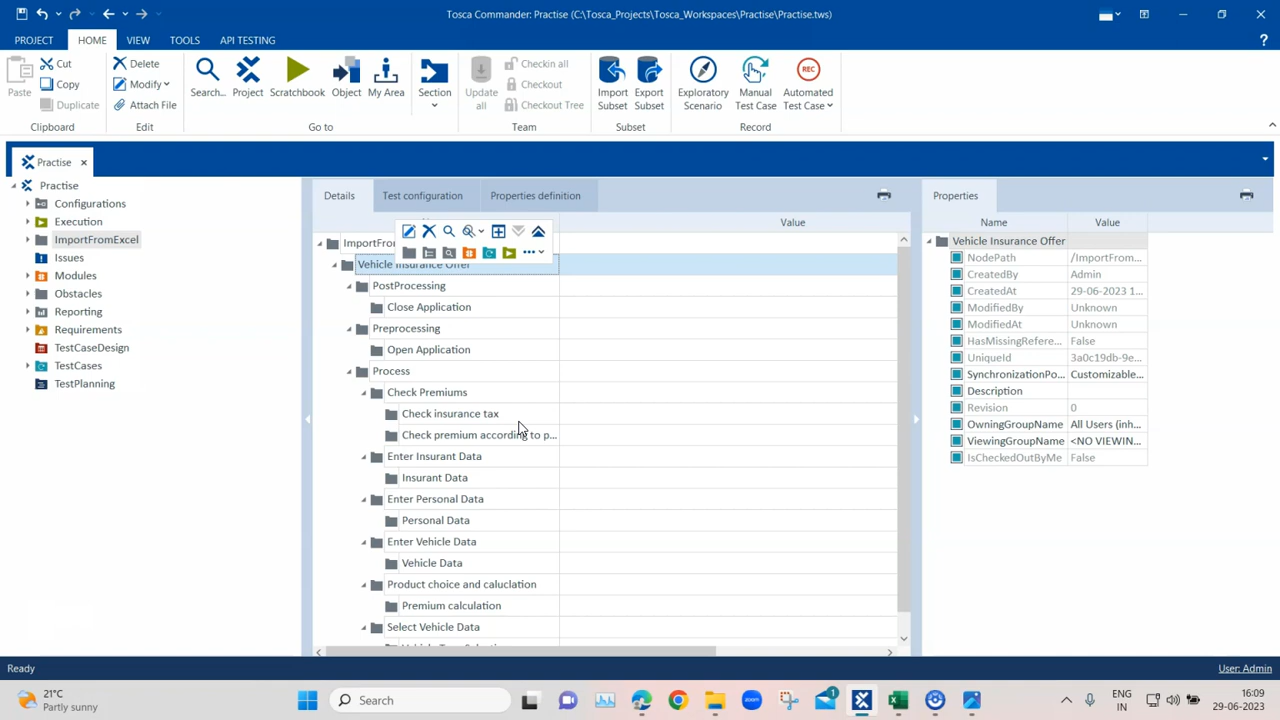 Tosca Commander: Practise (C:\Tosca_Projects\Tosca_Workspaces\Practise\Practise.tws)
PROJECT HOME VIEW TOOLS API TESTING
Paste Cut Copy Duplicate
Clipboard
Delete Modify Attach File
Edit
Search... Project Scratchbook Object My Area Section
Go to
Update all Checkin all Checkout Checkout Tree
Team
Import Subset Export Subset
Subset
Exploratory Scenario Manual Test Case REC Automated Test Case
Record
Practise
Practise
Configurations
Execution
ImportFromExcel
Issues
Modules
Obstacles
Reporting
Requirements
TestCaseDesign
TestCases
TestPlanning
Details Test configuration Properties definition
Value
ImportFro
Vehicle Insurance Offer
PostProcessing
Close Application
Preprocessing
Open Application
Process
Check Premiums
Check insurance tax
Check premium according to p...
Enter Insurant Data
Insurant Data
Enter Personal Data
Personal Data
Enter Vehicle Data
Vehicle Data
Product choice and caluclation
Premium calculation
Select Vehicle Data
Properties
Name Value
Vehicle Insurance Offer
NodePath /ImportFrom...
CreatedBy Admin
CreatedAt 29-06-2023 1...
ModifiedBy Unknown
ModifiedAt Unknown
HasMissingRefere... False
UniqueId 3a0c19db-9e...
SynchronizationPo... Customizable...
Description
Revision 0
OwningGroupName All Users (inh...
ViewingGroupName <NO VIEWIN...
IsCheckedOutByMe False
Ready User: Admin
21°C
Partly sunny
Search
zoom
1
ENG
IN
16:09
29-06-2023